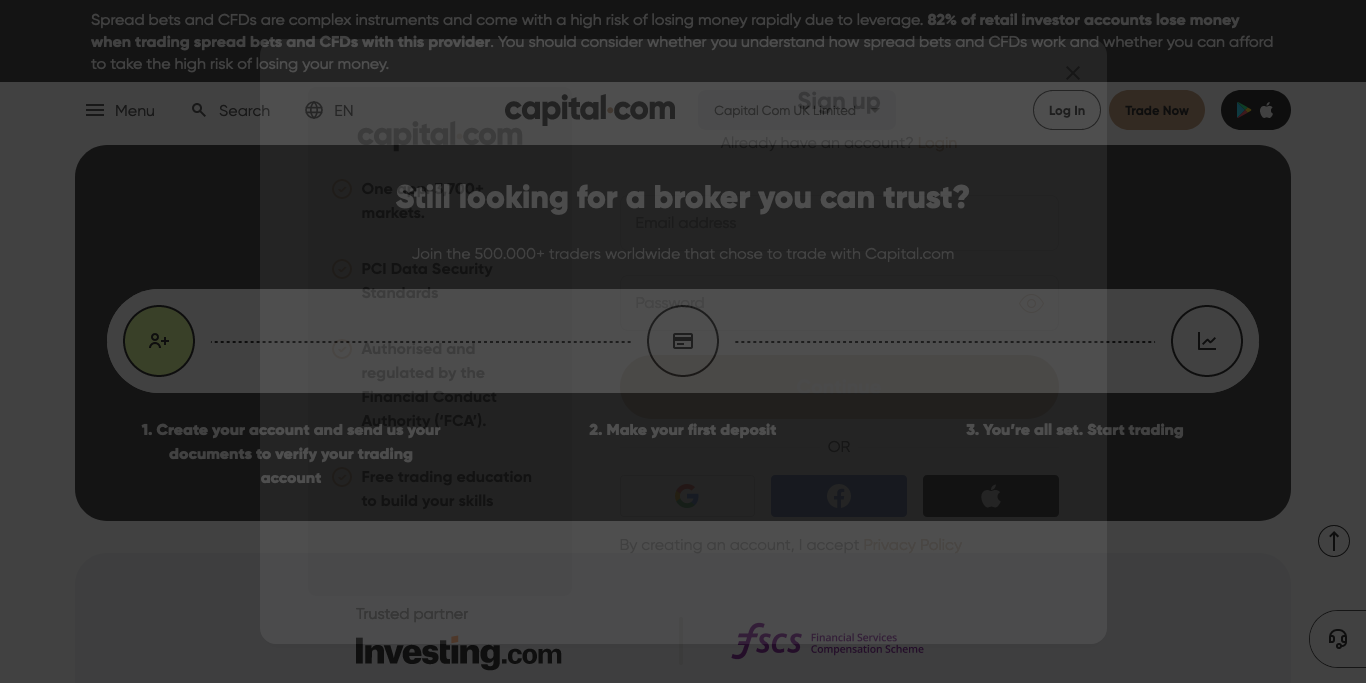 Spread bets and CFDs are complex instruments and come with a high risk of losing money rapidly due to leverage. 82% of retail investor accounts lose money
when trading spread bets and CFDs with this provider. You should consider whether you understand how spread bets and CFDs work and whether you can afford
to take the high risk of losing your money.
Menu
Search
EN
capital.com
Capital Com UK Limited
Log In
Trade Now
Sign up
Already have an account? Login
capital.com
markets.
Still looking for a broker you can trust?
Email address
Join the 500.000+ traders worldwide that chose to trade with Capital.com
PCI Data Security
Standards
Password
Authorised and
regulated by the
Financial Conduct
Authority ('FCA').
1. Create your account and send us your
documents to verify your trading
account
2. Make your first deposit
3. You're all set. Start trading
OR
Free trading education
to build your skills
By creating an account, I accept Privacy Policy
Trusted partner
Investing.com
fscs Financial Services
Compensation Scheme